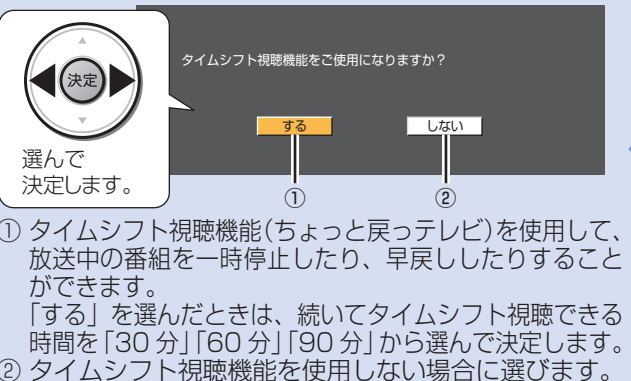 タイムシフト視聴機能をご使用になりますか？
決定
する
しない
選んで
決定します。
①
②
① タイムシフト視聴機能（ちょっと戻ってテレビ）を使用して、
放送中の番組を一時停止したり、早戻ししたりすること
ができます。
「する」を選んだときは、続いてタイムシフト視聴できる
時間を「30 分」「60 分」「90 分」から選んで決定します。
② タイムシフト視聴機能を使用しない場合に選びます。